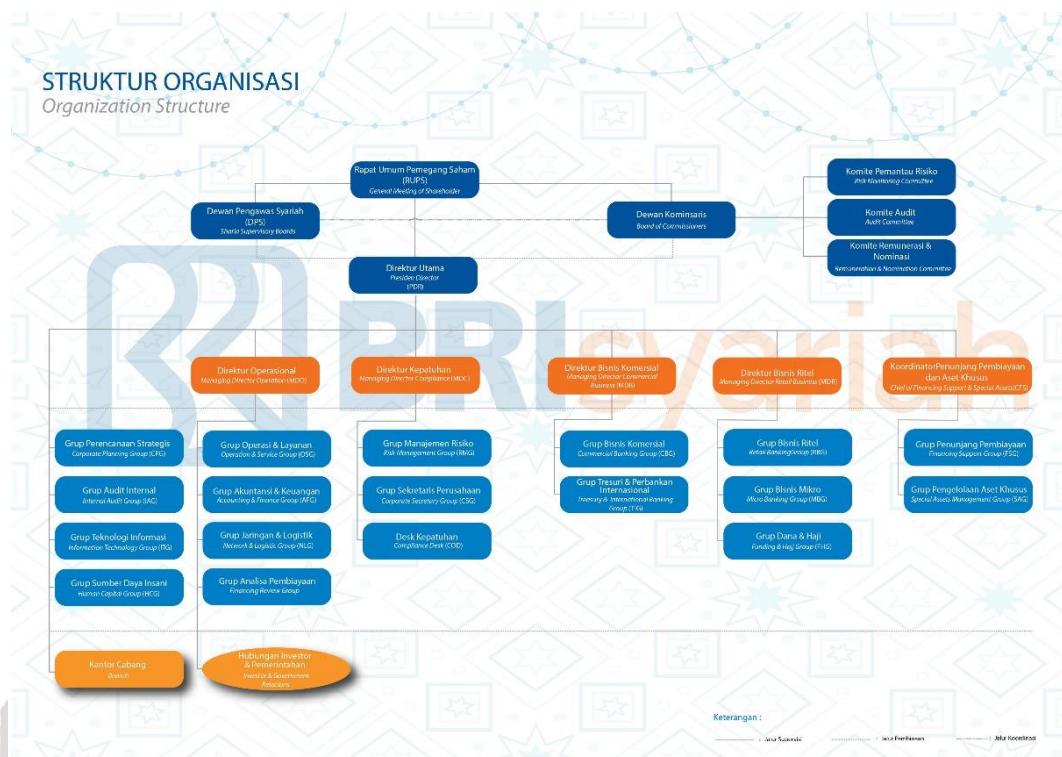 STRUKTUR ORGANISASI
Organization Structure
Rapat Umum Pemegang Saham
(RUPS)
General Meeting of Shareholder
Dewan Pengawas Syariah
(DPS)
Sharia Supervisory Boards
Dewan Kominsaris
Board of Commissioners
Komite Pemantau Risiko
Risk Monitoring Committee
Komite Audit
Audit Committee
Komite Remunerasi &
Nominasi
Remuneration & Nomination Committee
Direktur Utama
Presiden Director
(PDR)
BRIsyariah
Direktur Operasional
Managing Director Operation (MDO)
Direktur Kepatuhan
Managing Director Compliance (MDC)
Direktur Bisnis Komersial
Managing Director Commercial
Business (MDB)
Direktur Bisnis Ritel
Managing Director Retail Business (MDR)
KoordinatorPenunjang Pembiayaan
dan Aset Khusus
Chief of Financing Support & Special Assets(CFS)
Grup Perencanaan Strategis
Corporate Planning Group (CPG)
Grup Operasi & Layanan
Operation & Service Group (OSG)
Grup Manajemen Risiko
Risk Management Group (RMG)
Grup Bisnis Komersial
Commercial Banking Group (CBG)
Grup Bisnis Ritel
Retail BankingGroup (RBG)
Grup Penunjang Pembiayaan
Financing Support Group (FSG)
Grup Audit Internal
Internal Audit Group (IAG)
Grup Akuntansi & Keuangan
Accounting & Finance Group (AFG)
Grup Sekretaris Perusahaan
Corporate Secretary Group (CSG)
Grup Tresuri & Perbankan
Internasional
Treasury & International Banking
Group (TIG)
Grup Bisnis Mikro
Micro Banking Group (MBG)
Grup Pengelolaan Aset Khusus
Special Assets Management Group (SAG)
Grup Teknologi Informasi
Information Technology Group (ITG)
Grup Jaringan & Logistik
Network & Logistic Group (NLG)
Desk Kepatuhan
Compliance Desk (COD)
Grup Dana & Haji
Funding & Hajj Group (FHG)
Grup Sumber Daya Insani
Human Capital Group (HCG)
Grup Analisa Pembiayaan
Financing Review Group
Kantor Cabang
Branch
Hubungan Investor
& Pemerintahan
Investor & Government
Relations
Keterangan :
: Jalur Supervisi : Jalur Pembinaan : Jalur Koordinasi